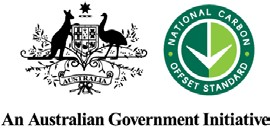 NATIONAL CARBON
OFFSET STANDARD
AUSTRALIA
An Australian Government Initiative